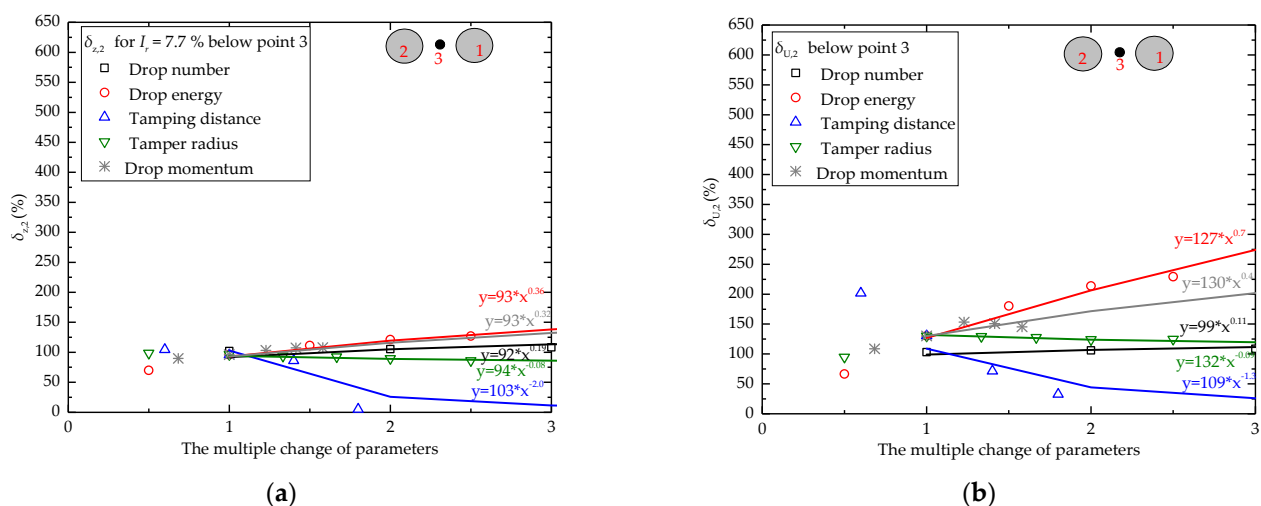 650
600
550
500
450
400
350
300
250
200
150
100
50
0
δz,2 (%)
δz,2 for Ir = 7.7 % below point 3
Drop number
Drop energy
Tamping distance
Tamper radius
Drop momentum
2 3 1
y=93*x^0.36
y=93*x^0.32
y=92*x^0.19
y=94*x^-0.08
y=103*x^-2.0
0 1 2 3
The multiple change of parameters
(a)
650
600
550
500
450
400
350
300
250
200
150
100
50
0
δU,2 (%)
δU,2 below point 3
Drop number
Drop energy
Tamping distance
Tamper radius
Drop momentum
2 3 1
y=127*x^0.7
y=130*x^0.4
y=99*x^0.11
y=132*x^-0.09
y=109*x^-1.3
0 1 2 3
The multiple change of parameters
(b)